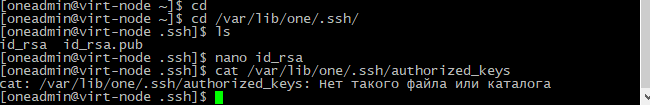 [oneadmin@virt-node ~]$ cd
[oneadmin@virt-node ~]$ cd /var/lib/one/.ssh/
[oneadmin@virt-node .ssh]$ ls
id_rsa  id_rsa.pub
[oneadmin@virt-node .ssh]$ nano id_rsa
[oneadmin@virt-node .ssh]$ cat /var/lib/one/.ssh/authorized_keys
cat: /var/lib/one/.ssh/authorized_keys: Нет такого файла или каталога
[oneadmin@virt-node .ssh]$